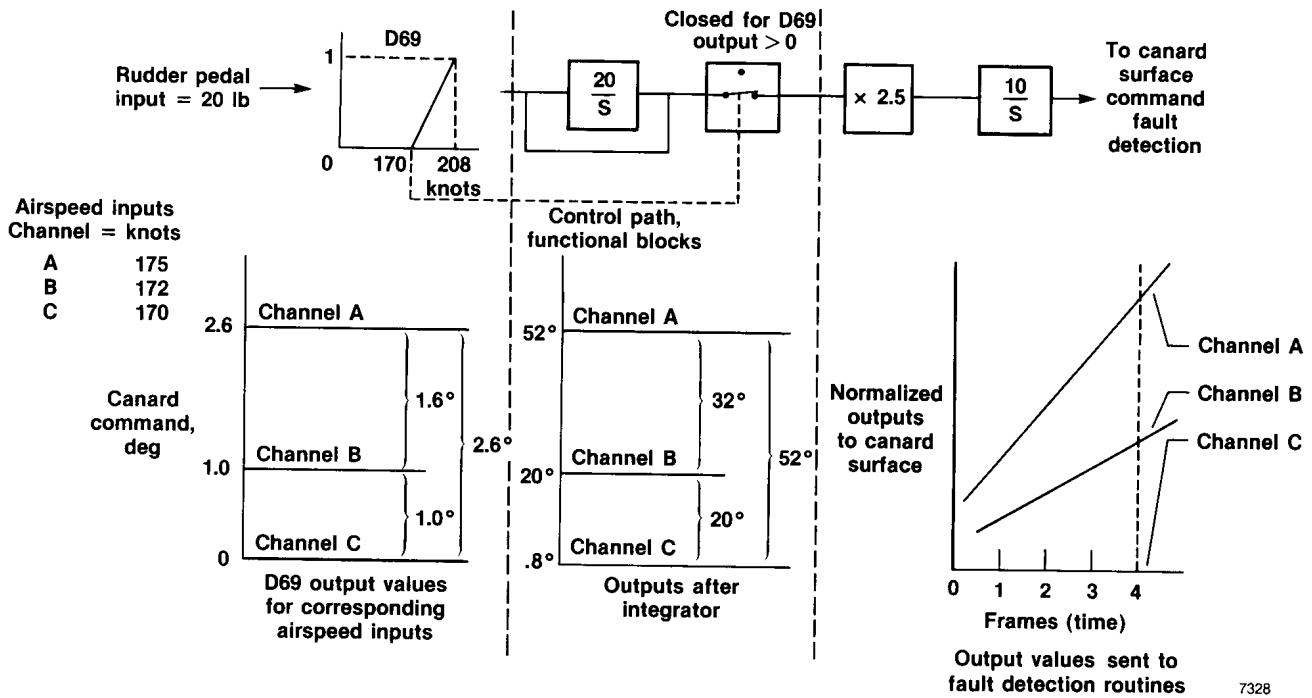 Closed for D69
output > 0
D69
1
Rudder pedal
input = 20 lb
0
170
208
knots
20
S
× 2.5
10
S
To canard
surface
command
fault
detection
Control path,
functional blocks
Airspeed inputs
Channel = knots
A 175
B 172
C 170
Canard
command,
deg
2.6
1.0
0
Channel A
Channel B
Channel C
1.6°
1.0°
2.6°
D69 output values
for corresponding
airspeed inputs
52°
20°
.8°
Channel A
Channel B
Channel C
32°
20°
52°
Outputs after
integrator
Normalized
outputs
to canard
surface
Channel A
Channel B
Channel C
0 1 2 3 4
Frames (time)
Output values sent to
fault detection routines
7328